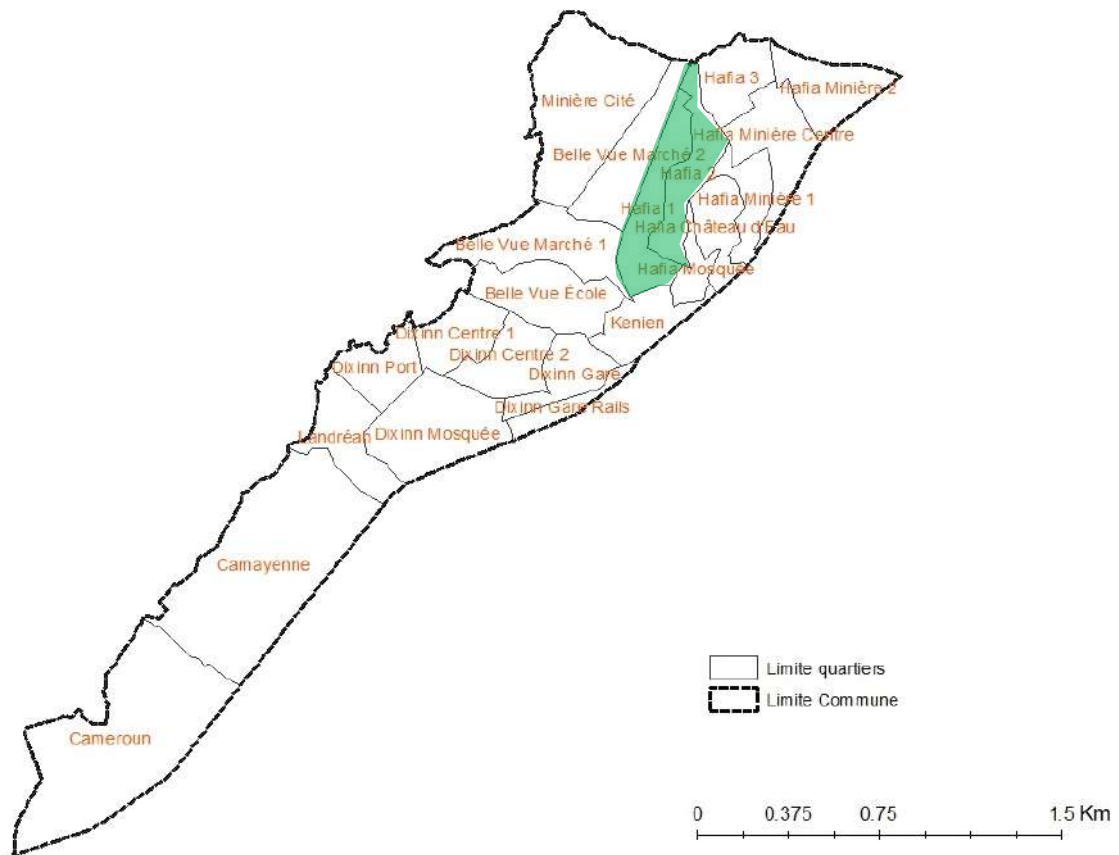 Hafia 3
Hafia Minière 2
Minière Cité
Hafia Minière Centre
Belle Vue Marché 2
Hafia 2
Hafia Minière 1
Hafia 1
Hafia Château d'Eau
Belle Vue Marché 1
Hafia Mosquée
Belle Vue École
Kenien
Dixinn Centre 1
Dixinn Centre 2
Dixinn Port
Dixinn Gare
Dixinn Gare Rails
Landréah
Dixinn Mosquée
Camayenne
Limite quartiers
Limite Commune
Cameroun
0 0.375 0.75 1.5 Km